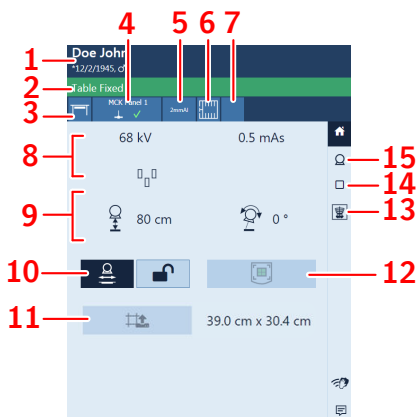 4 5 6 7
Doe John
1 *12/2/1945, ♂
2 Table Fixed
3 MCK Panel 1 2mmAl
8 68 kV 0.5 mAs
15
14
13
9 80 cm 0 °
10 12
11 39.0 cm x 30.4 cm